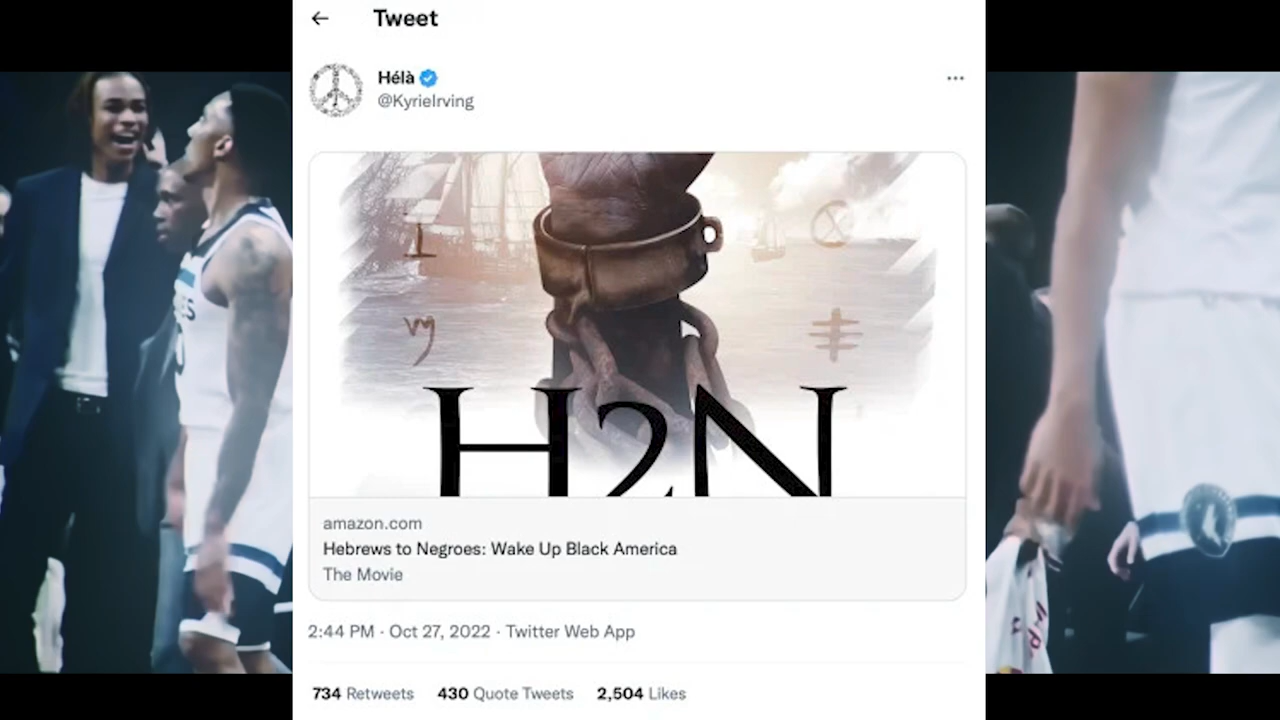 Tweet
Hélà
@KyrieIrving
H2N
amazon.com
Hebrews to Negroes: Wake Up Black America
The Movie
2:44 PM · Oct 27, 2022 · Twitter Web App
734 Retweets 430 Quote Tweets 2,504 Likes